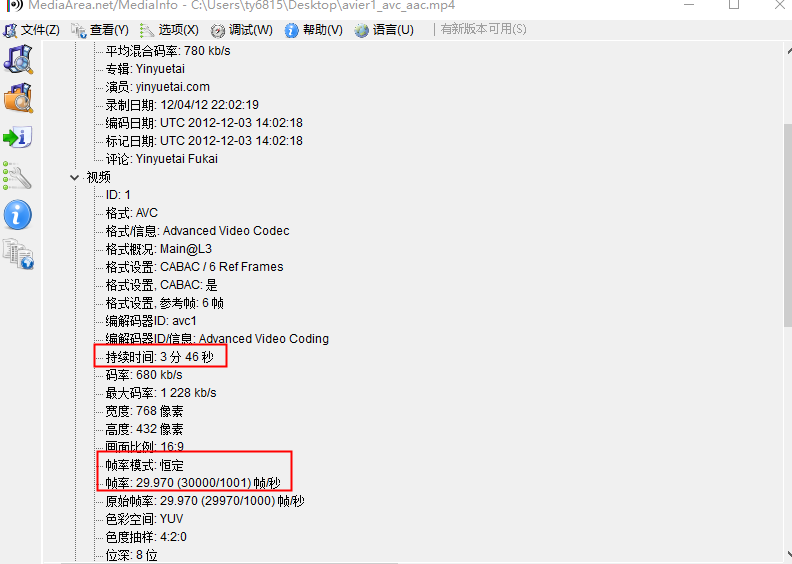 MediaArea.net/MediaInfo - C:\Users\ty6815\Desktop\avier1_avc_aac.mp4
文件(Z) 查看(Y) 选项(X) 调试(W) 帮助(V) 语言(U) 有新版本可用(S)
平均混合码率: 780 kb/s
专辑: Yinyuetai
演员: yinyuetai.com
录制日期: 12/04/12 22:02:19
编码日期: UTC 2012-12-03 14:02:18
标记日期: UTC 2012-12-03 14:02:18
评论: Yinyuetai Fukai
视频
ID: 1
格式: AVC
格式/信息: Advanced Video Codec
格式概况: Main@L3
格式设置: CABAC / 6 Ref Frames
格式设置, CABAC: 是
格式设置, 参考帧: 6 帧
编解码器ID: avc1
编解码器ID/信息: Advanced Video Coding
持续时间: 3 分 46 秒
码率: 680 kb/s
最大码率: 1 228 kb/s
宽度: 768 像素
高度: 432 像素
画面比例: 16:9
帧率模式: 恒定
帧率: 29.970 (30000/1001) 帧/秒
原始帧率: 29.970 (29970/1000) 帧/秒
色彩空间: YUV
色度抽样: 4:2:0
位深: 8 位